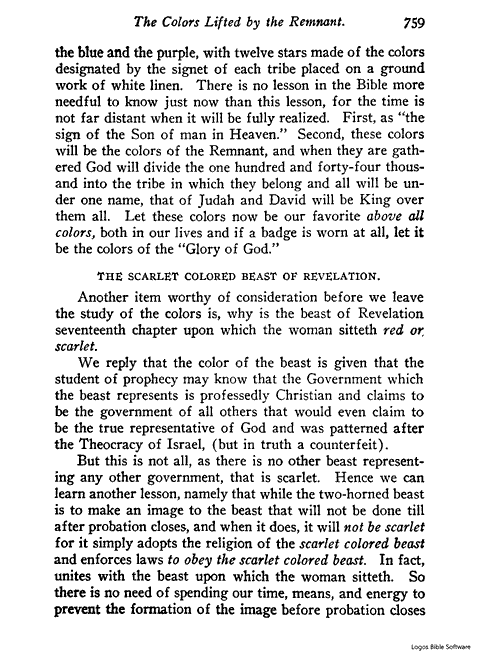 The Colors Lifted by the Remnant. 759
the blue and the purple, with twelve stars made of the colors
designated by the signet of each tribe placed on a ground
work of white linen. There is no lesson in the Bible more
needful to know just now than this lesson, for the time is
not far distant when it will be fully realized. First, as "the
sign of the Son of man in Heaven." Second, these colors
will be the colors of the Remnant, and when they are gath-
ered God will divide the one hundred and forty-four thous-
and into the tribe in which they belong and all will be un-
der one name, that of Judah and David will be King over
them all. Let these colors now be our favorite above all
colors, both in our lives and if a badge is worn at all, let it
be the colors of the "Glory of God."
THE SCARLET COLORED BEAST OF REVELATION.
Another item worthy of consideration before we leave
the study of the colors is, why is the beast of Revelation
seventeenth chapter upon which the woman sitteth red or
scarlet.
We reply that the color of the beast is given that the
student of prophecy may know that the Government which
the beast represents is professedly Christian and claims to
be the government of all others that would even claim to
be the true representative of God and was patterned after
the Theocracy of Israel, (but in truth a counterfeit).
But this is not all, as there is no other beast represent-
ing any other government, that is scarlet. Hence we can
learn another lesson, namely that while the two-horned beast
is to make an image to the beast that will not be done till
after probation closes, and when it does, it will not be scarlet
for it simply adopts the religion of the scarlet colored beast
and enforces laws to obey the scarlet colored beast. In fact,
unites with the beast upon which the woman sitteth. So
there is no need of spending our time, means, and energy to
prevent the formation of the image before probation closes
Logos Bible Software